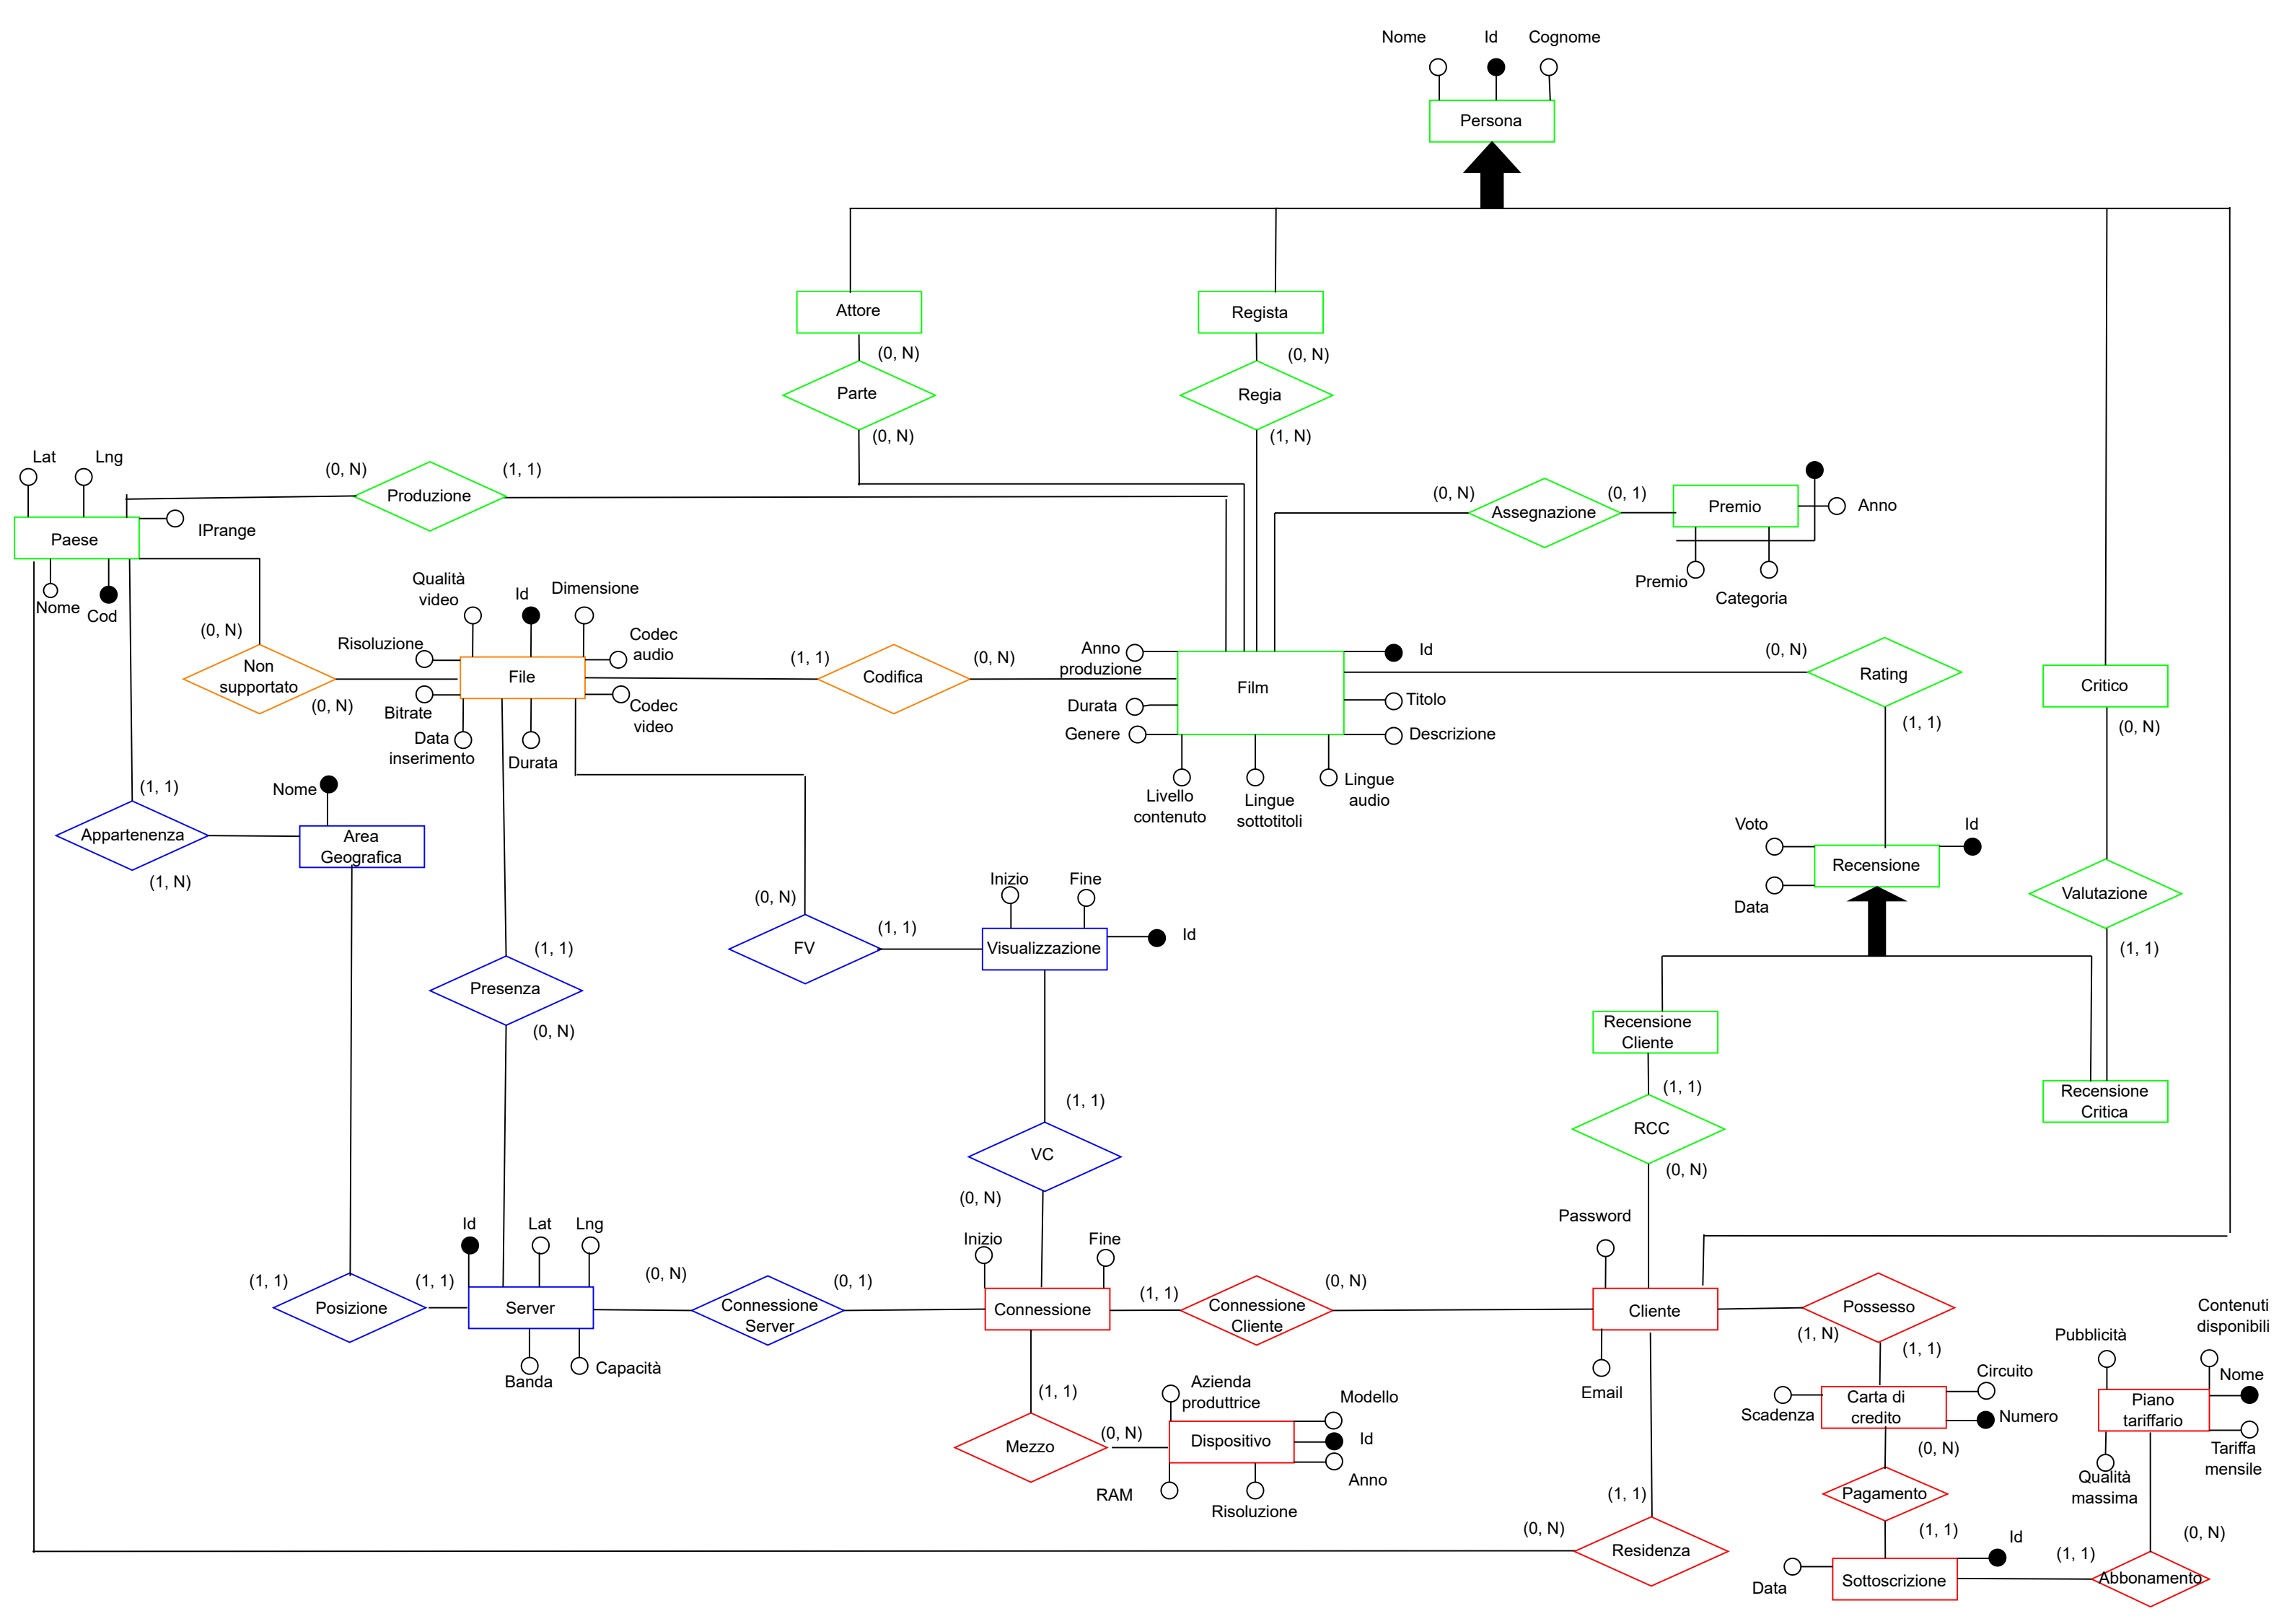 Nome
Id
Cognome
Persona
Attore
Regista
(0, N)
(0, N)
Parte
Regia
(0, N)
(1, N)
Lat
Lng
(0, N)
(1, 1)
Produzione
IPrange
Paese
Nome
Cod
(0, N)
(0, 1)
Assegnazione
Premio
Anno
Premio
Categoria
(0, N)
Non
supportato
(0, N)
Qualità
video
Id
Dimensione
Risoluzione
Codec
audio
File
Bitrate
Codec
video
Data
inserimento
Durata
(1, 1)
Codifica
(0, N)
Anno
produzione
Id
Film
Durata
Titolo
Genere
Descrizione
Livello
contenuto
Lingue
sottotitoli
Lingue
audio
(0, N)
Rating
(1, 1)
Critico
(0, N)
(1, 1)
Nome
Appartenenza
Area
Geografica
(1, N)
Voto
Id
Recensione
Data
Valutazione
(1, 1)
Inizio
Fine
(0, N)
(1, 1)
FV
Visualizzazione
Id
(1, 1)
Presenza
(0, N)
Recensione
Cliente
(1, 1)
RCC
(0, N)
Recensione
Critica
(1, 1)
VC
(0, N)
Password
Id
Lat
Lng
Inizio
Fine
(1, 1)
(1, 1)
(0, N)
(0, 1)
(1, 1)
(0, N)
Posizione
Server
Connessione
Server
Connessione
Connessione
Cliente
Cliente
Possesso
Banda
Capacità
Email
(1, N)
(1, 1)
Contenuti
disponibili
Pubblicità
Nome
Circuito
Carta di
credito
Scadenza
Numero
Piano
tariffario
(1, 1)
Azienda
produttrice
Modello
Mezzo
(0, N)
Dispositivo
Id
Anno
RAM
Risoluzione
(0, N)
Tariffa
mensile
Qualità
massima
Pagamento
(1, 1)
(0, N)
Residenza
(1, 1)
Id
(0, N)
(1, 1)
Data
Sottoscrizione
Abbonamento